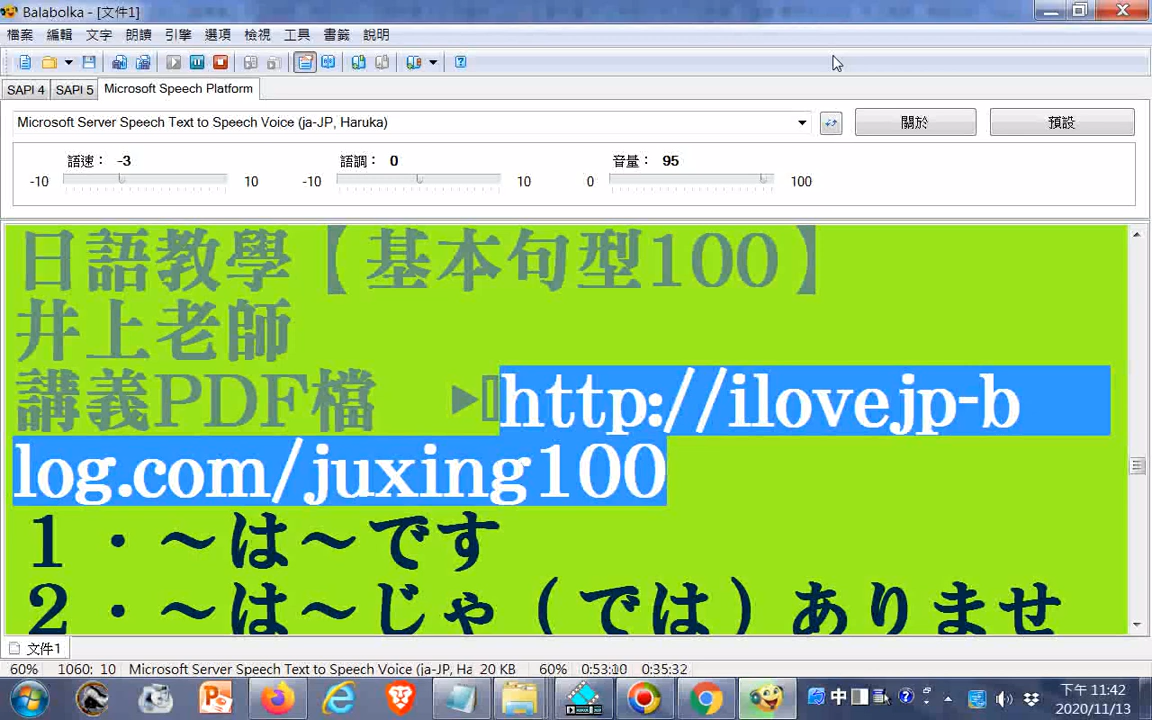 Balabolka - [文件1]
檔案 編輯 文字 朗讀 引擎 選項 檢視 工具 書籤 說明
SAPI 4 SAPI 5 Microsoft Speech Platform
Microsoft Server Speech Text to Speech Voice (ja-JP, Haruka) 關於 預設
語速： -3 語調： 0 音量： 95
-10 10 -10 10 0 100
日語教學【基本句型100】
井上老師
講義PDF檔 ►http://ilovejp-b
log.com/juxing100
１・～は～です
２・～は～じゃ（では）ありませ
文件1
60% 1060: 10 Microsoft Server Speech Text to Speech Voice (ja-JP, Ha 20 KB 60% 0:53:10 0:35:32
中 下午 11:42
2020/11/13